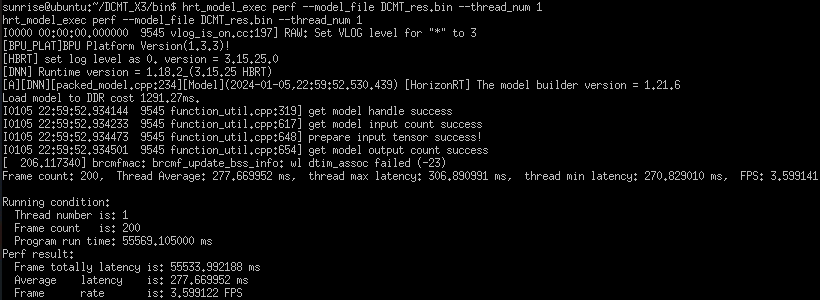 sunrise@ubuntu:~/DCMT_X3/bin$ hrt_model_exec perf --model_file DCMT_res.bin --thread_num 1
hrt_model_exec perf --model_file DCMT_res.bin --thread_num 1
I0000 00:00:00.000000  9545 vlog_is_on.cc:197] RAW: Set VLOG level for "*" to 3
[BPU_PLAT]BPU Platform Version(1.3.3)!
[HBRT] set log level as 0. version = 3.15.25.0
[DNN] Runtime version = 1.18.2_(3.15.25 HBRT)
[A][DNN][packed_model.cpp:234][Model](2024-01-05,22:59:52.530.439) [HorizonRT] The model builder version = 1.21.6
Load model to DDR cost 1291.27ms.
I0105 22:59:52.934144  9545 function_util.cpp:319] get model handle success
I0105 22:59:52.934233  9545 function_util.cpp:617] get model input count success
I0105 22:59:52.934473  9545 function_util.cpp:648] prepare input tensor success!
I0105 22:59:52.934501  9545 function_util.cpp:654] get model output count success
[  206.117340] brcmfmac: brcmf_update_bss_info: wl dtim_assoc failed (-23)
Frame count: 200,  Thread Average: 277.669952 ms,  thread max latency: 306.890991 ms,  thread min latency: 270.829010 ms,  FPS: 3.599141
Running condition:
  Thread number is: 1
  Frame count   is: 200
  Program run time: 55569.105000 ms
Perf result:
  Frame totally latency is: 55533.992188 ms
  Average    latency    is: 277.669952 ms
  Frame      rate       is: 3.599122 FPS